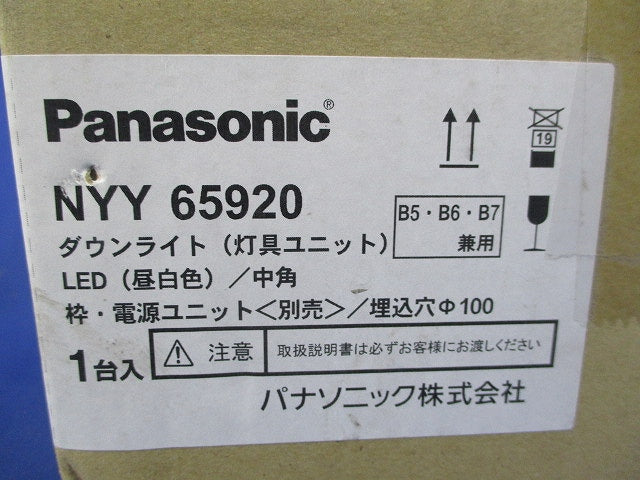 Panasonic®
19
NYY 65920
B5・B6・B7
兼用
ダウンライト（灯具ユニット）
LED（昼白色）／中角
枠・電源ユニット＜別売＞／埋込穴Φ100
1台入
注意
取扱説明書は必ずお客様にお渡しください
パナソニック株式会社